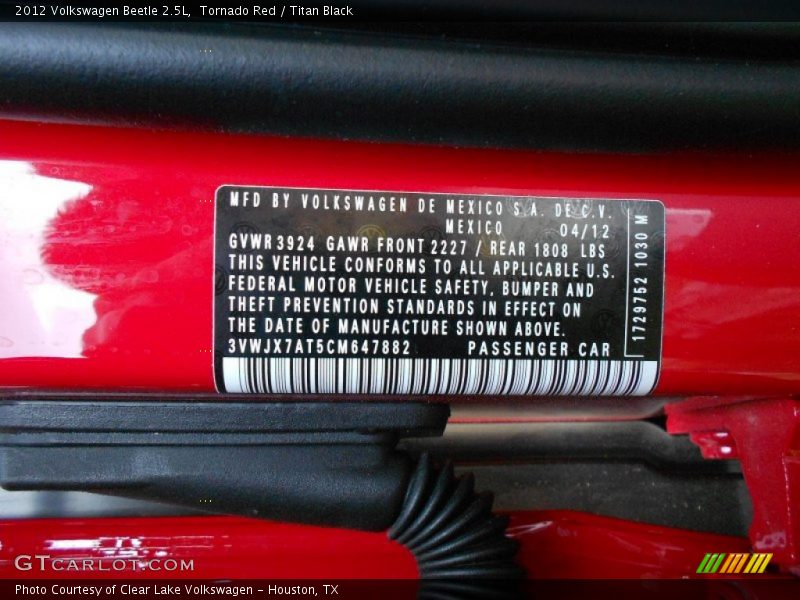 2012 Volkswagen Beetle 2.5L,  Tornado Red / Titan Black
MFD BY VOLKSWAGEN DE MEXICO S.A. DE C.V.
MEXICO 04/12
GVWR 3924 GAWR FRONT 2227 / REAR 1808 LBS
THIS VEHICLE CONFORMS TO ALL APPLICABLE U.S.
FEDERAL MOTOR VEHICLE SAFETY, BUMPER AND
THEFT PREVENTION STANDARDS IN EFFECT ON
THE DATE OF MANUFACTURE SHOWN ABOVE.
3VWJX7AT5CM647882 PASSENGER CAR
1729752 1030 M
GTCARLOT.COM
Photo Courtesy of Clear Lake Volkswagen - Houston, TX